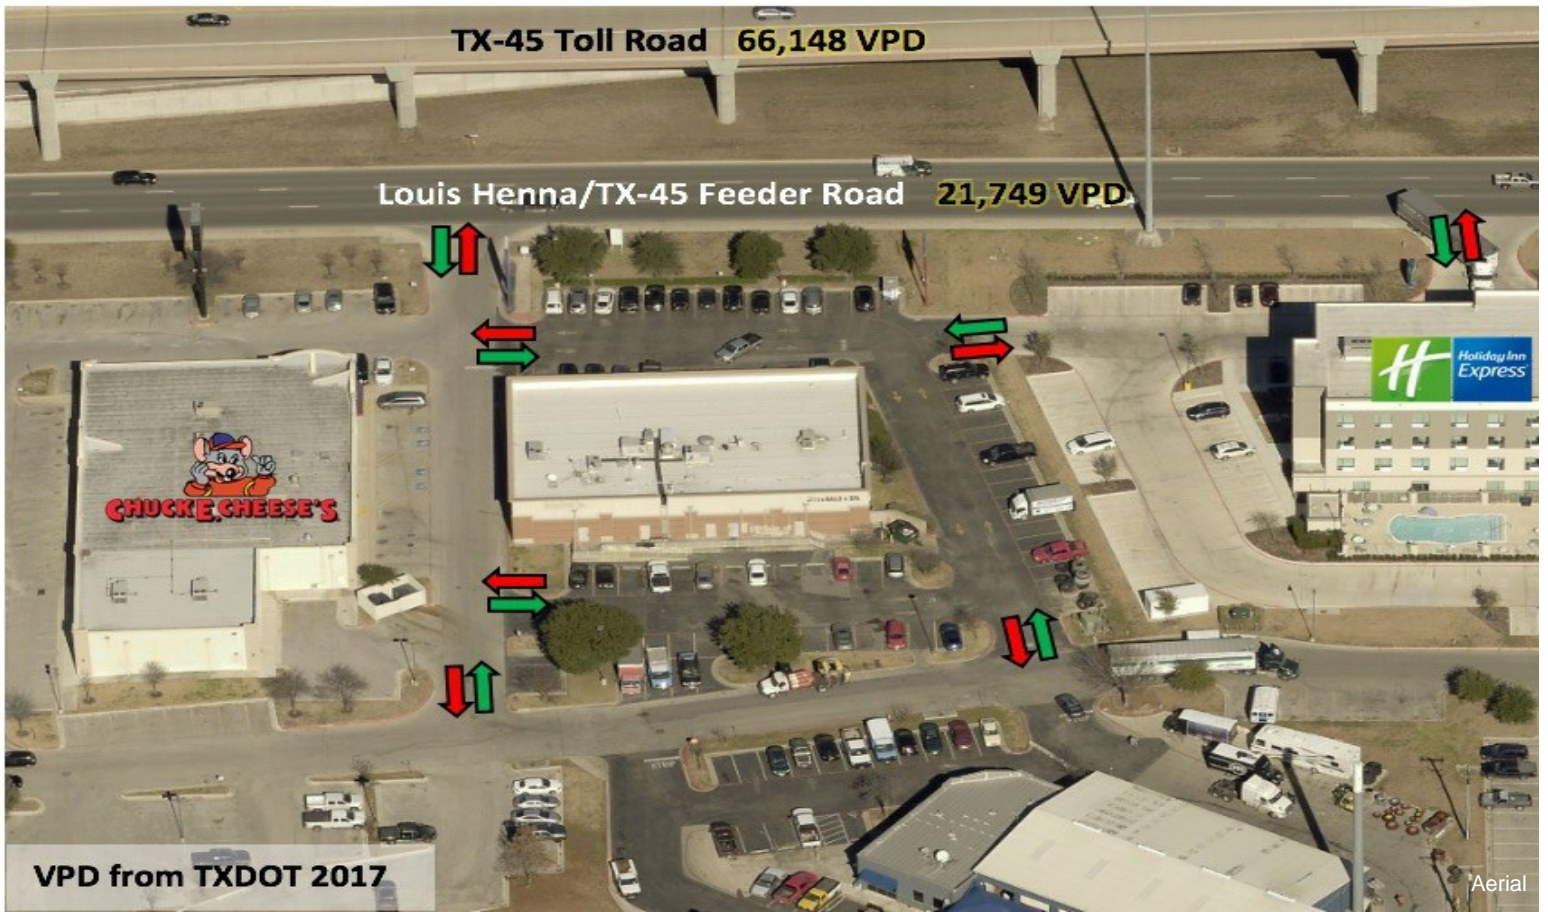 TX-45 Toll Road 66,148 VPD
Louis Henna/TX-45 Feeder Road 21,749 VPD
Holiday Inn
Express
CHUCK E. CHEESE'S
VPD from TXDOT 2017
Aerial